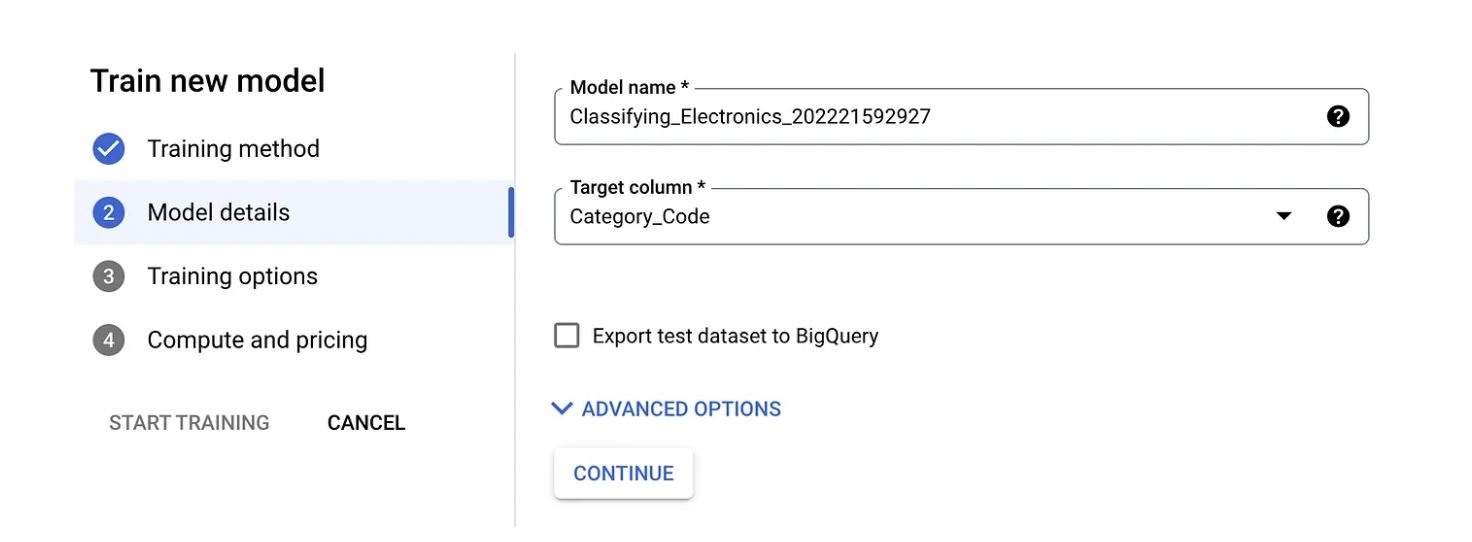 Train new model
Training method
2 Model details
3 Training options
4 Compute and pricing
START TRAINING CANCEL
Model name *
Classifying_Electronics_202221592927 ?
Target column *
Category_Code ?
Export test dataset to BigQuery
ADVANCED OPTIONS
CONTINUE